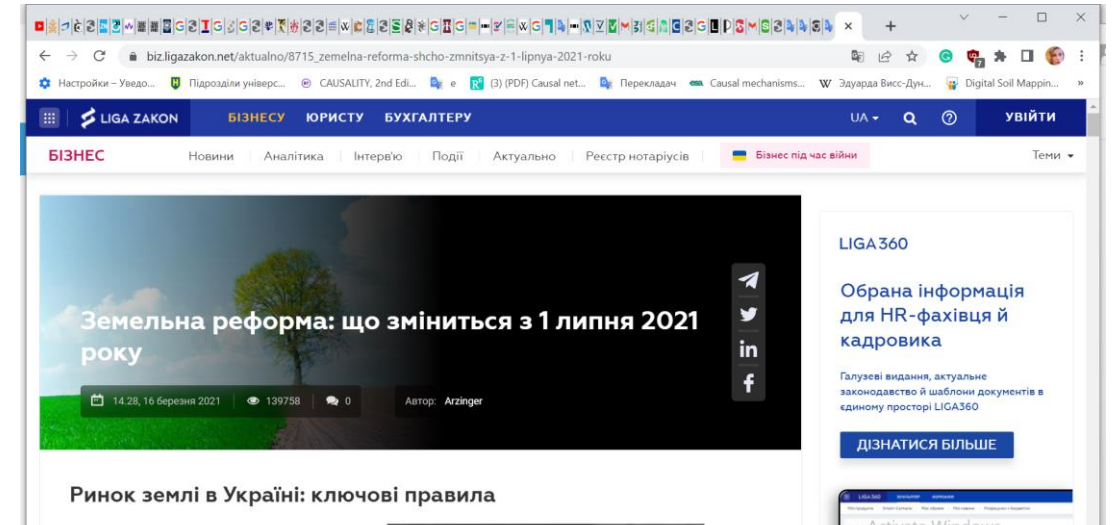 biz.ligazakon.net/aktualno/8715_zemelna-reforma-shcho-zmnitsya-z-1-lipnya-2021-roku
Настройки – Уведо... Підрозділи універс... CAUSALITY, 2nd Edi... e (3) (PDF) Causal net... Перекладач Causal mechanisms... Эдуарда Висс-Дун... Digital Soil Mappin... »
LIGA ZAKON БІЗНЕСУ ЮРИСТУ БУХГАЛТЕРУ UA УВІЙТИ
БІЗНЕС Новини Аналітика Інтерв'ю Події Актуально Реєстр нотаріусів Бізнес під час війни Теми
Земельна реформа: що зміниться з 1 липня 2021
року
14.28, 16 березня 2021 139758 0 Автор: Arzinger
Ринок землі в Україні: ключові правила
LIGA360
Обрана інформація
для HR-фахівця й
кадровика
Галузеві видання, актуальне
законодавство й шаблони документів в
єдиному просторі LIGA360
ДІЗНАТИСЯ БІЛЬШЕ
Activate Windows